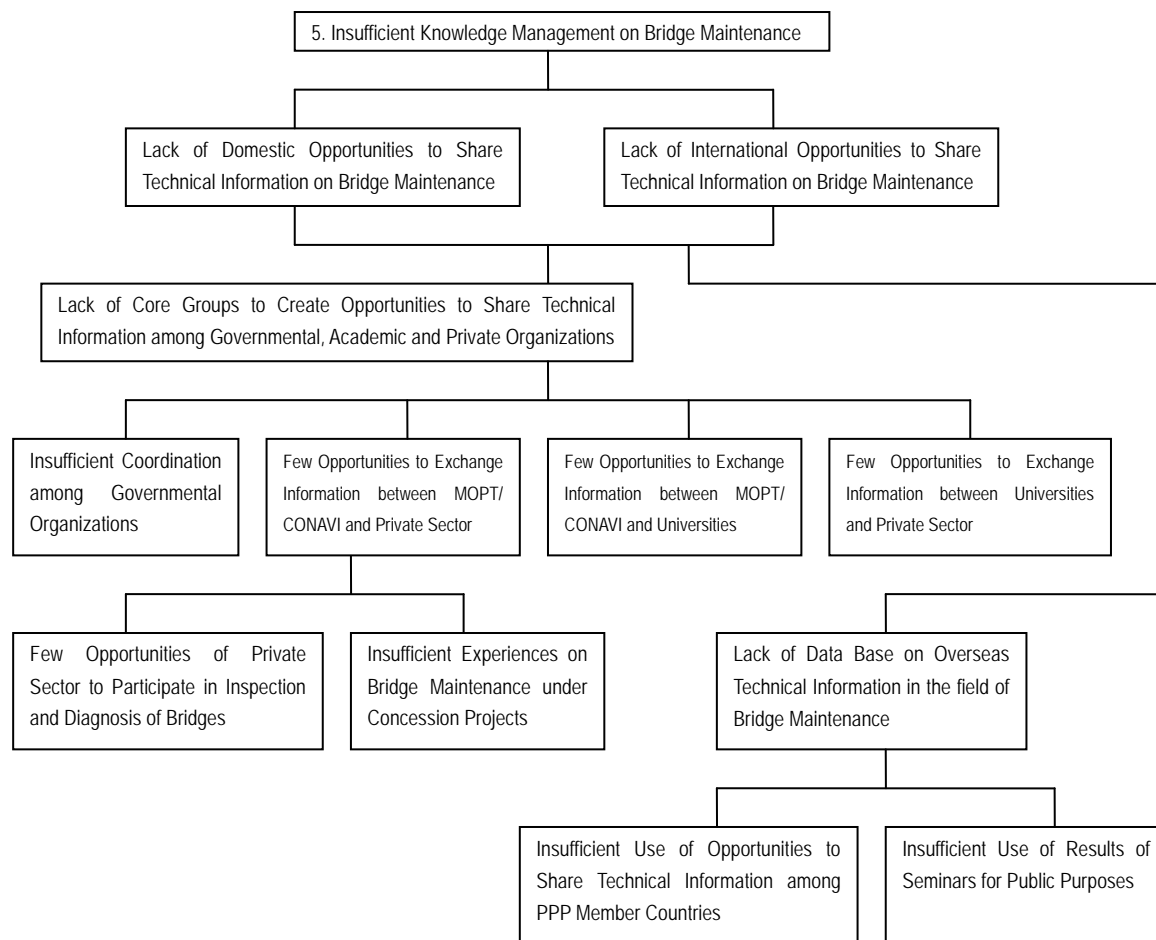 5. Insufficient Knowledge Management on Bridge Maintenance
Lack of Domestic Opportunities to Share
Technical Information on Bridge Maintenance
Lack of International Opportunities to Share
Technical Information on Bridge Maintenance
Lack of Core Groups to Create Opportunities to Share Technical
Information among Governmental, Academic and Private Organizations
Insufficient Coordination
among Governmental
Organizations
Few Opportunities to Exchange
Information between MOPT/
CONAVI and Private Sector
Few Opportunities to Exchange
Information between MOPT/
CONAVI and Universities
Few Opportunities to Exchange
Information between Universities
and Private Sector
Few Opportunities of Private
Sector to Participate in Inspection
and Diagnosis of Bridges
Insufficient Experiences on
Bridge Maintenance under
Concession Projects
Lack of Data Base on Overseas
Technical Information in the field of
Bridge Maintenance
Insufficient Use of Opportunities to
Share Technical Information among
PPP Member Countries
Insufficient Use of Results of
Seminars for Public Purposes